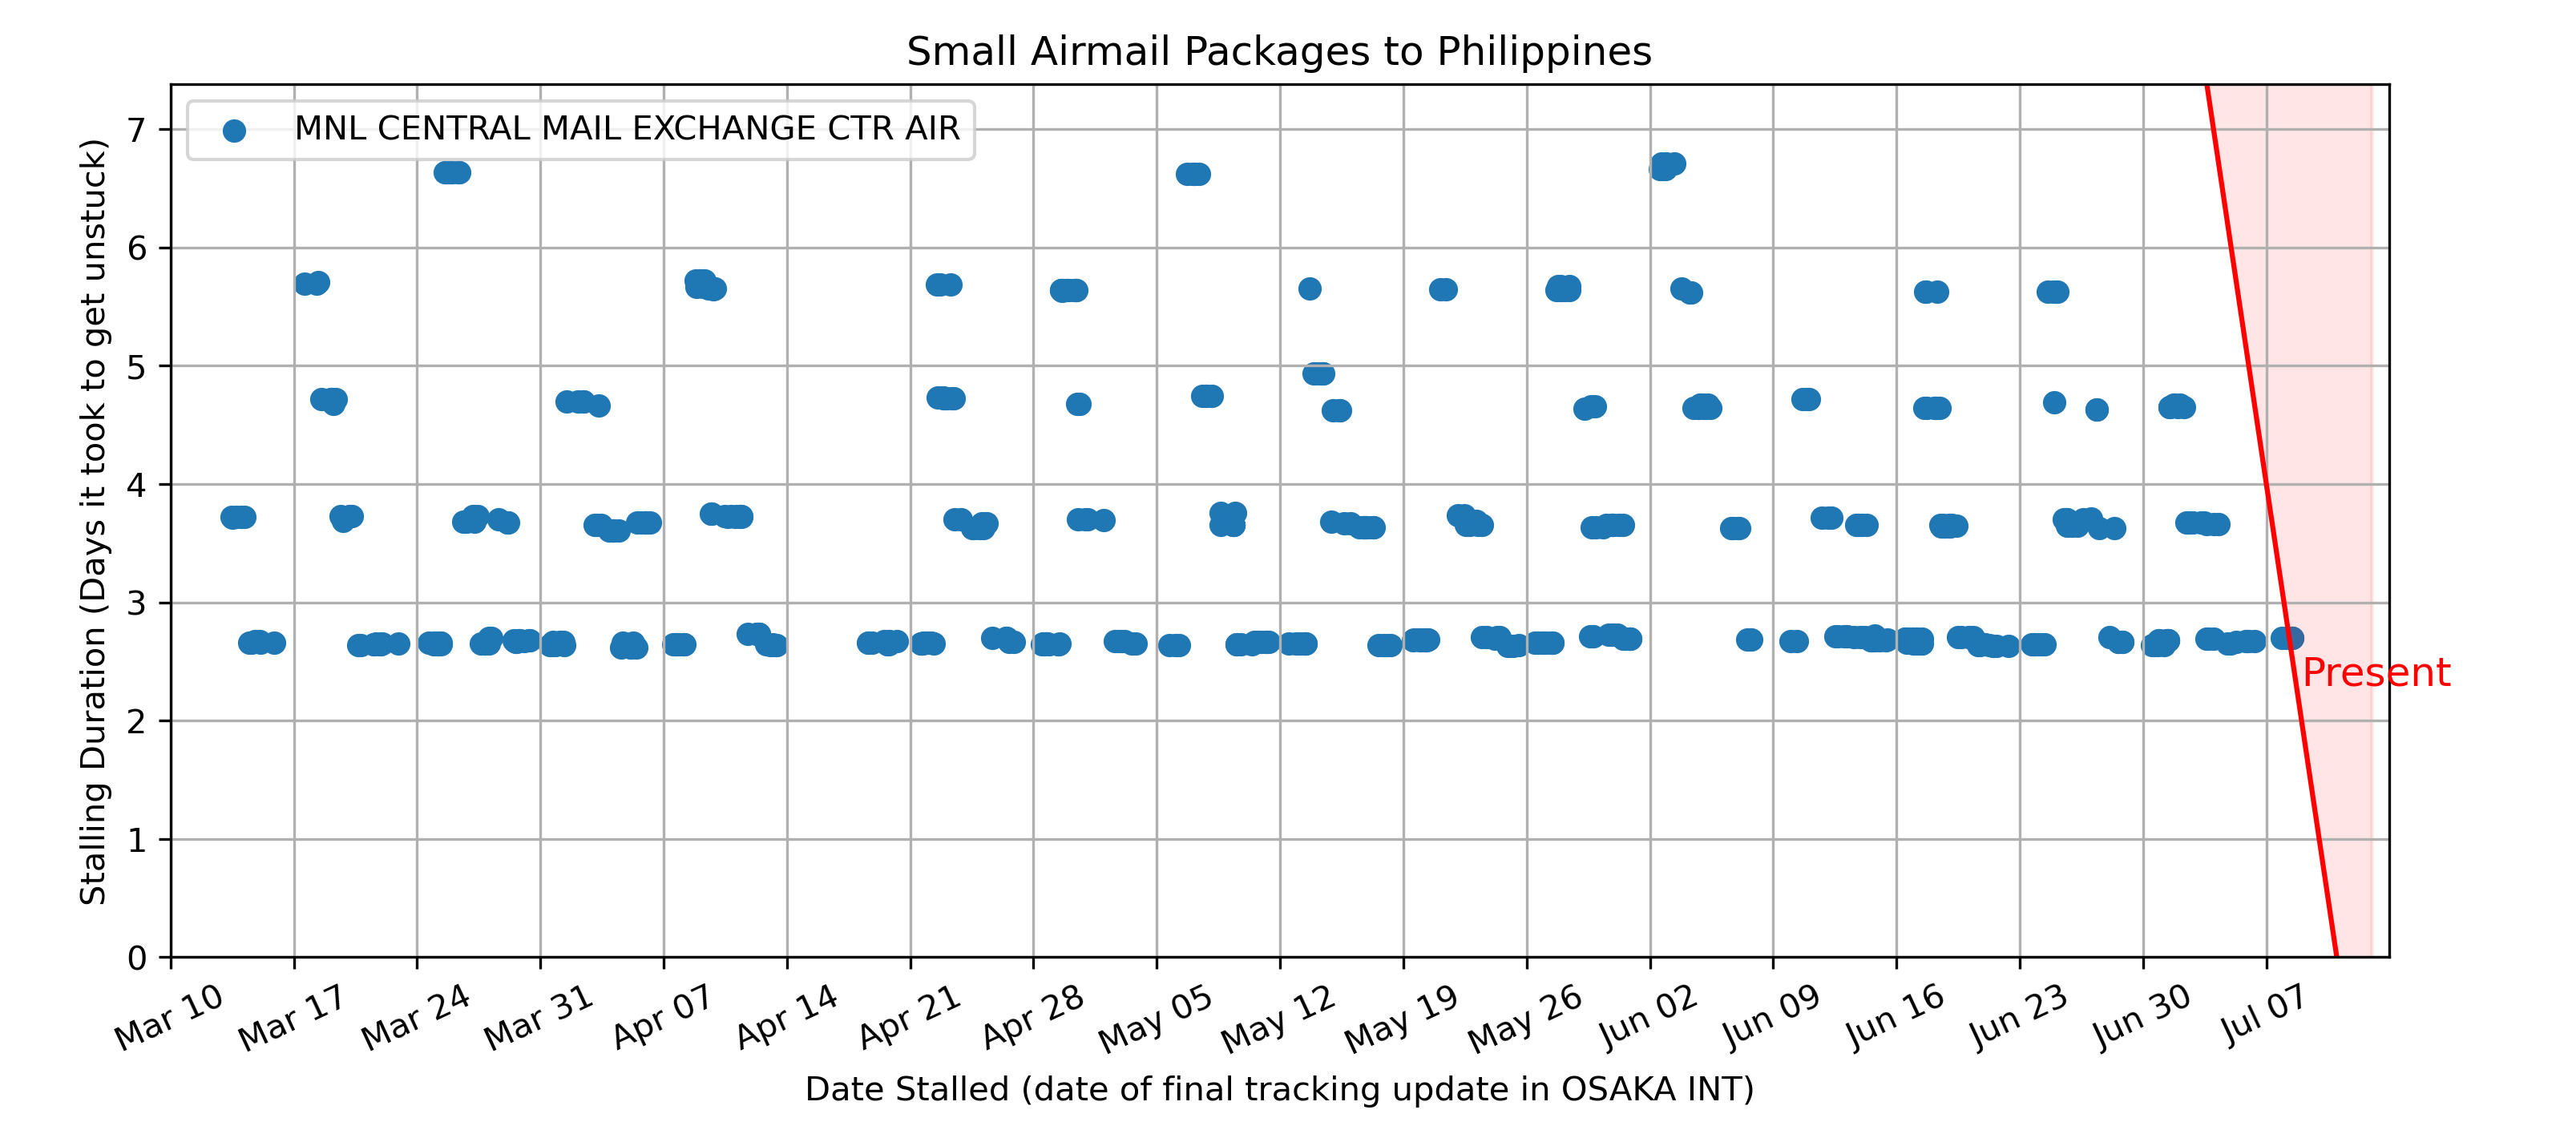 Small Airmail Packages to Philippines
MNL CENTRAL MAIL EXCHANGE CTR AIR
Stalling Duration (Days it took to get unstuck)
7
6
5
4
3
2
1
0
Present
Mar 10
Mar 17
Mar 24
Mar 31
Apr 07
Apr 14
Apr 21
Apr 28
May 05
May 12
May 19
May 26
Jun 02
Jun 09
Jun 16
Jun 23
Jun 30
Jul 07
Date Stalled (date of final tracking update in OSAKA INT)